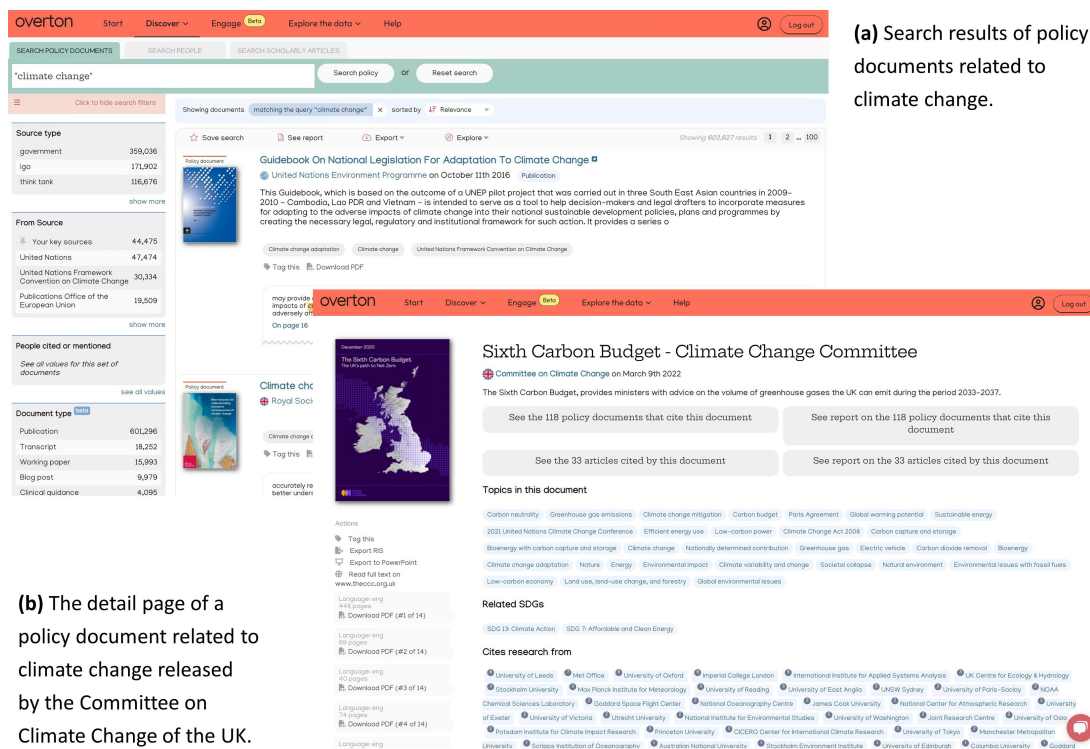 overton
Start
Discover
Engage Beta
Explore the data
Help
Log out
SEARCH POLICY DOCUMENTS
SEARCH PEOPLE
SEARCH SCHOLARLY ARTICLES
"climate change"
Search policy
or
Reset search
Click to hide search filters
Source type
government 359,036
igo 171,902
think tank 116,676
show more
From Source
Your key sources 44,475
United Nations 47,474
United Nations Framework
Convention on Climate Change 30,334
Publications Office of the
European Union 19,509
show more
People cited or mentioned
See all values for this set of
documents
see all values
Document type beta
Publication 601,296
Transcript 18,252
Working paper 15,993
Blog post 9,979
Clinical guidance 4,095
Showing documents matching the query "climate change" × sorted by Relevance
Save search
See report
Export
Explore
Showing 603,627 results 1 2 ... 100
Policy document
Guidebook On National Legislation For Adaptation To Climate Change
United Nations Environment Programme on October 11th 2016 Publication
This Guidebook, which is based on the outcome of a UNEP pilot project that was carried out in three South East Asian countries in 2009-
2010 – Cambodia, Lao PDR and Vietnam – is intended to serve as a tool to help decision-makers and legal drafters to incorporate measures
for adapting to the adverse impacts of climate change into their national sustainable development policies, plans and programmes by
creating the necessary legal, regulatory and institutional framework for such action. It provides a series o
Climate change adaptation
Climate change
United Nations Framework Convention on Climate Change
Tag this
Download PDF
may provide
impacts of
adversely aff
On page 16
Policy document
Climate cha
Royal Soci
Climate change
Tag this
accurately re
better unders
(a) Search results of policy
documents related to
climate change.
overton
Start
Discover
Engage Beta
Explore the data
Help
Log out
December 2020
The Sixth Carbon Budget
The UK's path to Net Zero
Actions
Tag this
Export RIS
Export to PowerPoint
Read full text on
www.theccc.org.uk
Language: eng
448 pages
Download PDF (#1 of 14)
Language: eng
69 pages
Download PDF (#2 of 14)
Language: eng
40 pages
Download PDF (#3 of 14)
Language: eng
74 pages
Download PDF (#4 of 14)
Language: eng
Sixth Carbon Budget - Climate Change Committee
Committee on Climate Change on March 9th 2022
The Sixth Carbon Budget, provides ministers with advice on the volume of greenhouse gases the UK can emit during the period 2033-2037.
See the 118 policy documents that cite this document
See report on the 118 policy documents that cite this
document
See the 33 articles cited by this document
See report on the 33 articles cited by this document
Topics in this document
Carbon neutrality Greenhouse gas emissions Climate change mitigation Carbon budget Paris Agreement Global warming potential Sustainable energy
2021 United Nations Climate Change Conference Efficient energy use Low-carbon power Climate Change Act 2008 Carbon capture and storage
Bioenergy with carbon capture and storage Climate change Nationally determined contribution Greenhouse gas Electric vehicle Carbon dioxide removal Bioenergy
Climate change adaptation Nature Energy Environmental impact Climate variability and change Societal collapse Natural environment Environmental issues with fossil fuels
Low-carbon economy Land use, land-use change, and forestry Global environmental issues
Related SDGs
SDG 13: Climate Action SDG 7: Affordable and Clean Energy
Cites research from
University of Leeds Met Office University of Oxford Imperial College London International Institute for Applied Systems Analysis UK Centre for Ecology & Hydrology
Stockholm University Max Planck Institute for Meteorology University of Reading University of East Anglia UNSW Sydney University of Paris-Saclay NOAA
Chemical Sciences Laboratory Goddard Space Flight Center National Oceanography Centre James Cook University National Center for Atmospheric Research University
of Exeter University of Victoria Utrecht University National Institute for Environmental Studies University of Washington Joint Research Centre University of Oslo
Potsdam Institute for Climate Impact Research Princeton University CICERO Center for International Climate Research University of Tokyo Manchester Metropolitan
University Scripps Institution of Oceanography Australian National University Stockholm Environment Institute University of Edinburgh Columbia University Goddard
(b) The detail page of a
policy document related to
climate change released
by the Committee on
Climate Change of the UK.